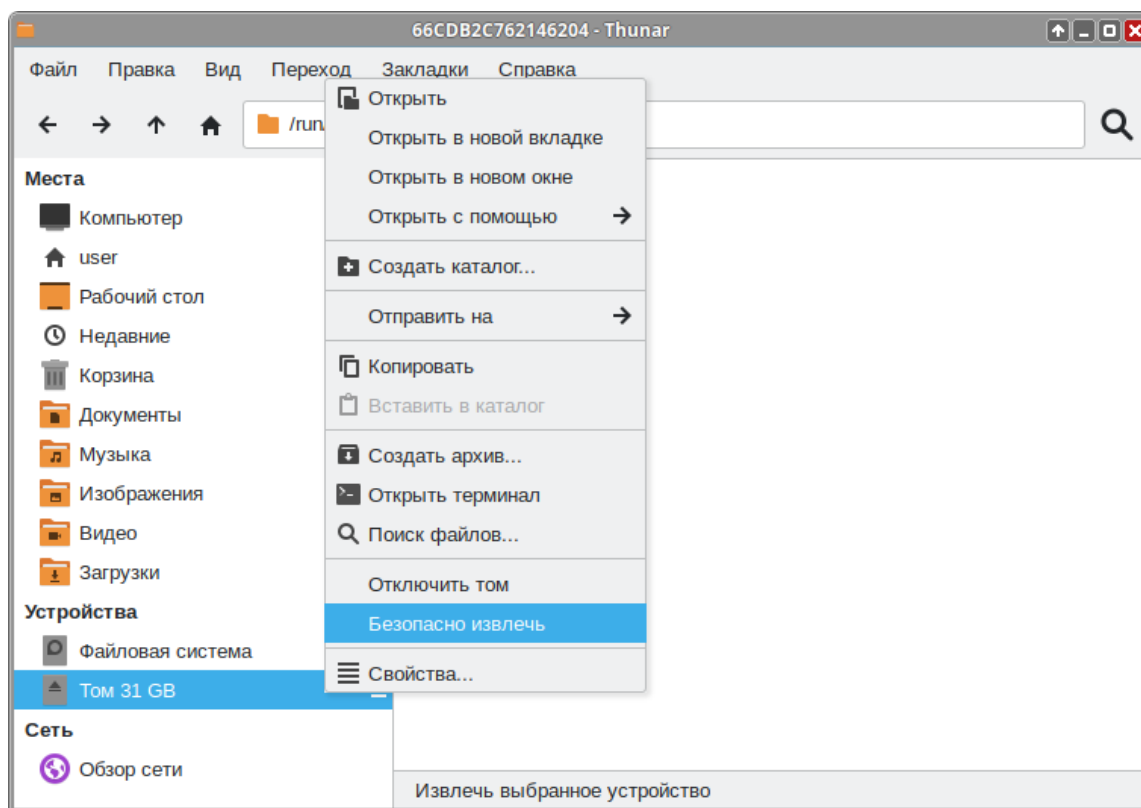 66CDB2C762146204 - Thunar
Файл Правка Вид Переход Закладки Справка
/run/
Места
Компьютер
user
Рабочий стол
Недавние
Корзина
Документы
Музыка
Изображения
Видео
Загрузки
Устройства
Файловая система
Том 31 GB
Сеть
Обзор сети
Открыть
Открыть в новой вкладке
Открыть в новом окне
Открыть с помощью
Создать каталог...
Отправить на
Копировать
Вставить в каталог
Создать архив...
Открыть терминал
Поиск файлов...
Отключить том
Безопасно извлечь
Свойства...
Извлечь выбранное устройство